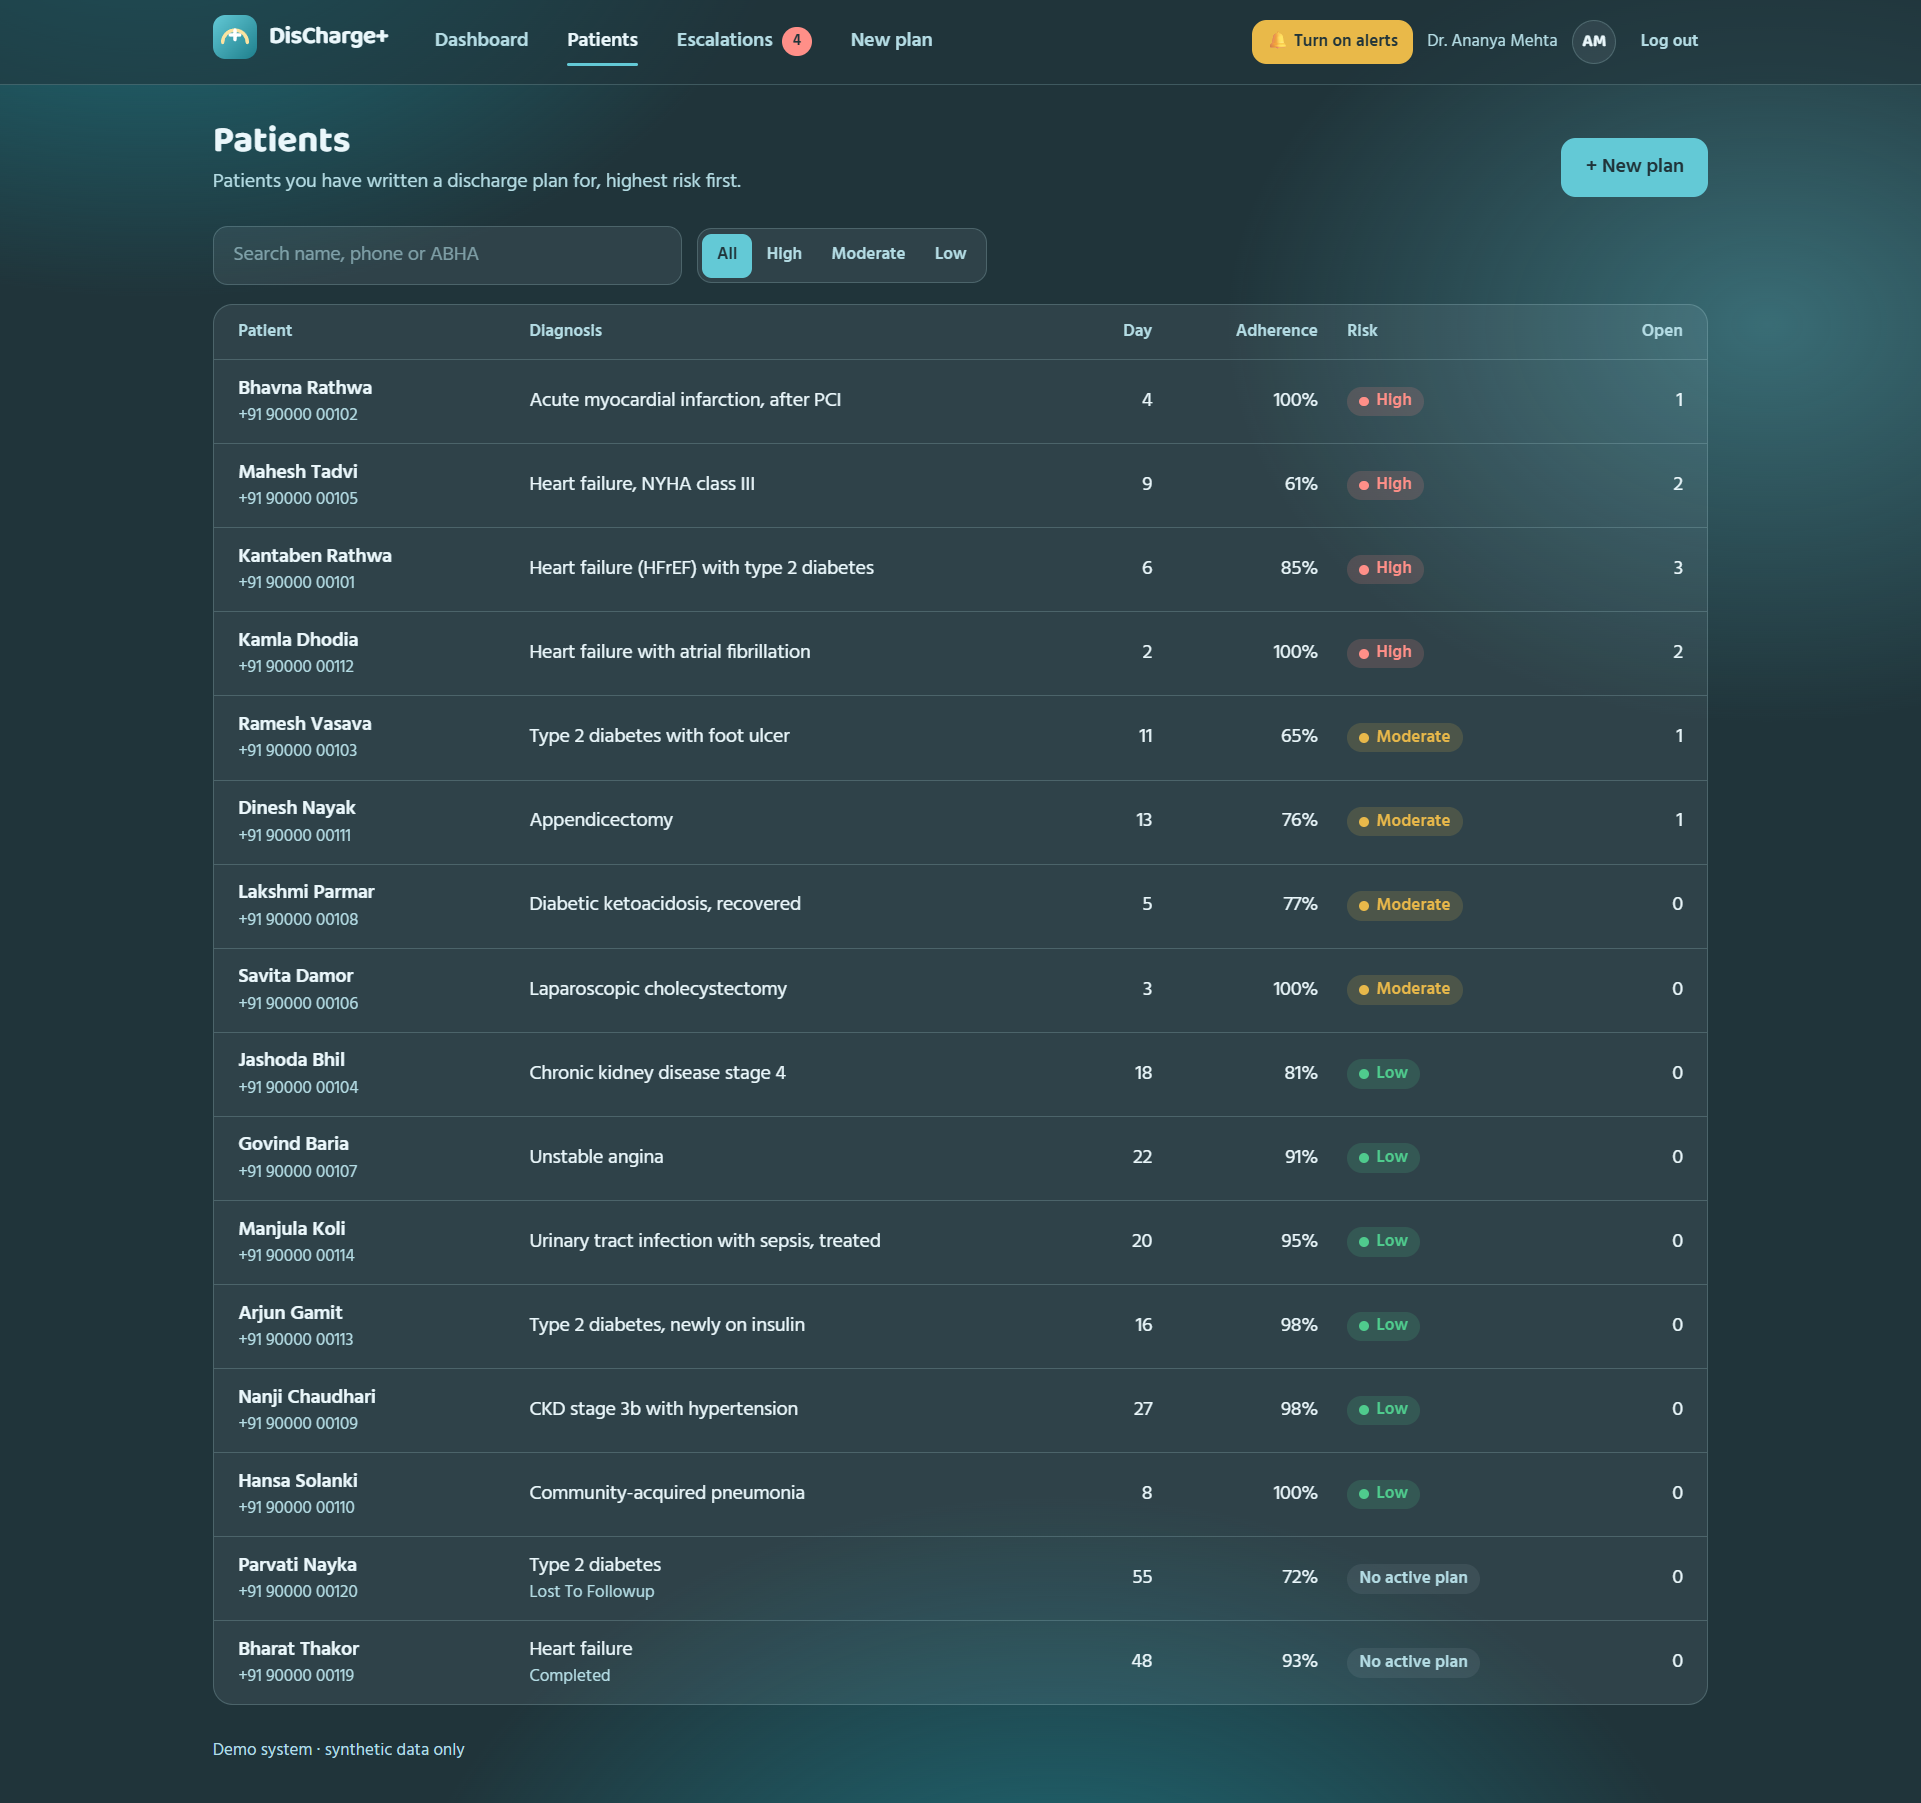 DisCharge+ Dashboard Patients Escalations 4 New plan Turn on alerts Dr. Ananya Mehta AM Log out
Patients
Patients you have written a discharge plan for, highest risk first.
+ New plan
Search name, phone or ABHA All High Moderate Low
Patient Diagnosis Day Adherence Risk Open
Bhavna Rathwa
+91 90000 00102
Acute myocardial infarction, after PCI 4 100% High 1
Mahesh Tadvi
+91 90000 00105
Heart failure, NYHA class III 9 61% High 2
Kantaben Rathwa
+91 90000 00101
Heart failure (HFrEF) with type 2 diabetes 6 85% High 3
Kamla Dhodia
+91 90000 00112
Heart failure with atrial fibrillation 2 100% High 2
Ramesh Vasava
+91 90000 00103
Type 2 diabetes with foot ulcer 11 65% Moderate 1
Dinesh Nayak
+91 90000 00111
Appendicectomy 13 76% Moderate 1
Lakshmi Parmar
+91 90000 00108
Diabetic ketoacidosis, recovered 5 77% Moderate 0
Savita Damor
+91 90000 00106
Laparoscopic cholecystectomy 3 100% Moderate 0
Jashoda Bhil
+91 90000 00104
Chronic kidney disease stage 4 18 81% Low 0
Govind Baria
+91 90000 00107
Unstable angina 22 91% Low 0
Manjula Koli
+91 90000 00114
Urinary tract infection with sepsis, treated 20 95% Low 0
Arjun Gamit
+91 90000 00113
Type 2 diabetes, newly on insulin 16 98% Low 0
Nanji Chaudhari
+91 90000 00109
CKD stage 3b with hypertension 27 98% Low 0
Hansa Solanki
+91 90000 00110
Community-acquired pneumonia 8 100% Low 0
Parvati Nayka
+91 90000 00120
Type 2 diabetes
Lost To Followup
55 72% No active plan 0
Bharat Thakor
+91 90000 00119
Heart failure
Completed
48 93% No active plan 0
Demo system · synthetic data only